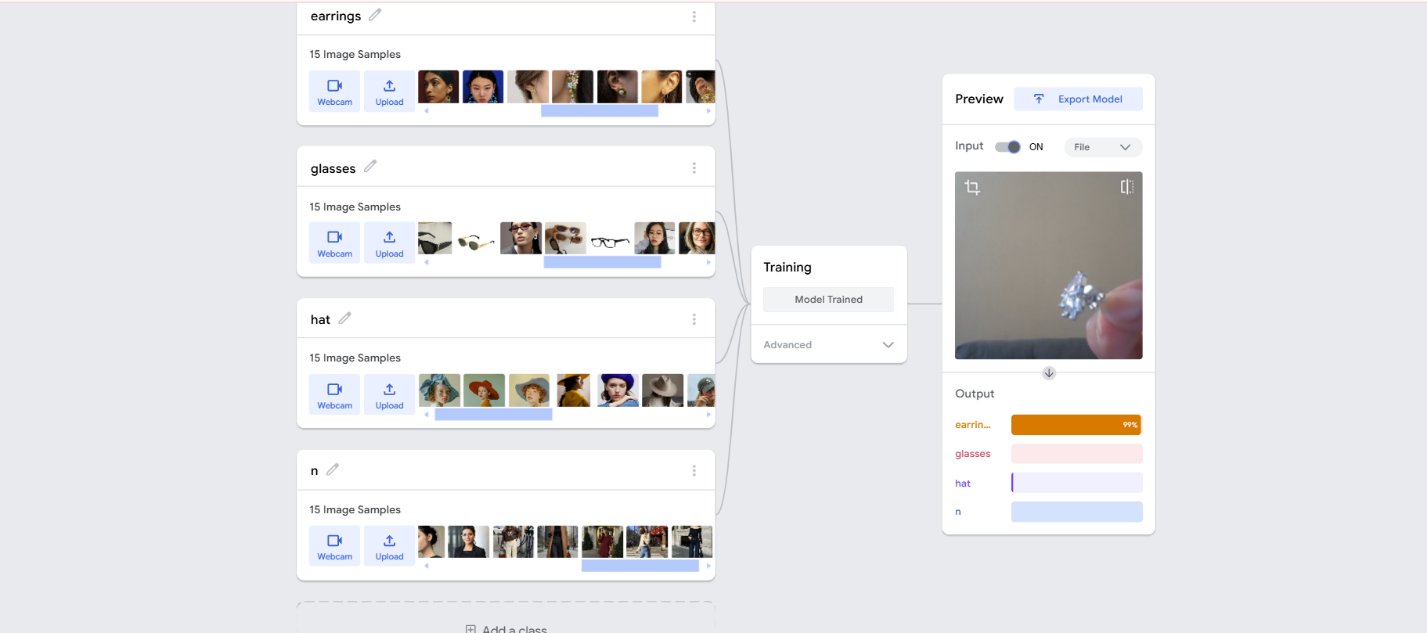 earrings
15 Image Samples
Webcam
Upload
glasses
15 Image Samples
Webcam
Upload
hat
15 Image Samples
Webcam
Upload
n
15 Image Samples
Webcam
Upload
Add a class
Training
Model Trained
Advanced
Preview
Export Model
Input ON File
Output
earrin... 99%
glasses
hat
n